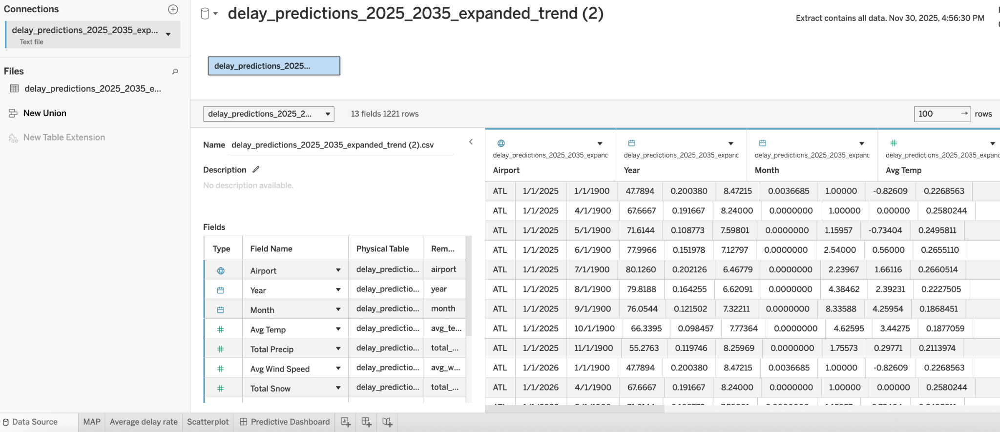 Connections
delay_predictions_2025_2035_exp...
Text file
Files
delay_predictions_2025_2035_e...
New Union
New Table Extension
delay_predictions_2025_2035_expanded_trend (2)
Extract contains all data. Nov 30, 2025, 4:56:30 PM
delay_predictions_2025...
delay_predictions_2025_2...
13 fields 1221 rows
100 → rows
Name delay_predictions_2025_2035_expanded_trend (2).csv
Description
No description available.
Fields
Type Field Name Physical Table Rem...
Airport delay_predictio... airport
Year delay_predictio... year
Month delay_predictio... month
Avg Temp delay_predictio... avg_te...
Total Precip delay_predictio... total_...
Avg Wind Speed delay_predictio... avg_w...
Total Snow delay_predictio... total_...
delay_predictions_2025_2035_expanc delay_predictions_2025_2035_expanc delay_predictions_2025_2035_expanc delay_predictions_2025_2035_expanc
Airport Year Month Avg Temp
ATL 1/1/2025 1/1/1900 47.7894 0.200380 8.47215 0.0036685 1.00000 -0.82609 0.2268563
ATL 1/1/2025 4/1/1900 67.6667 0.191667 8.24000 0.0000000 1.00000 0.00000 0.2580244
ATL 1/1/2025 5/1/1900 71.6144 0.108773 7.59801 0.0000000 1.15957 -0.73404 0.2495811
ATL 1/1/2025 6/1/1900 77.9966 0.151978 7.12797 0.0000000 2.54000 0.56000 0.2655110
ATL 1/1/2025 7/1/1900 80.1260 0.202126 6.46779 0.0000000 2.23967 1.66116 0.2660514
ATL 1/1/2025 8/1/1900 79.8188 0.164255 6.62091 0.0000000 4.38462 2.39231 0.2227505
ATL 1/1/2025 9/1/1900 76.0544 0.121502 7.32211 0.0000000 8.33588 4.25954 0.1868451
ATL 1/1/2025 10/1/1900 66.3395 0.098457 7.77364 0.0000000 4.62595 3.44275 0.1877059
ATL 1/1/2025 11/1/1900 55.2763 0.119746 8.25969 0.0000000 1.75573 0.29771 0.2113974
ATL 1/1/2026 1/1/1900 47.7894 0.200380 8.47215 0.0036685 1.00000 -0.82609 0.2268563
ATL 1/1/2026 4/1/1900 67.6667 0.191667 8.24000 0.0000000 1.00000 0.00000 0.2580244
Data Source MAP Average delay rate Scatterplot Predictive Dashboard